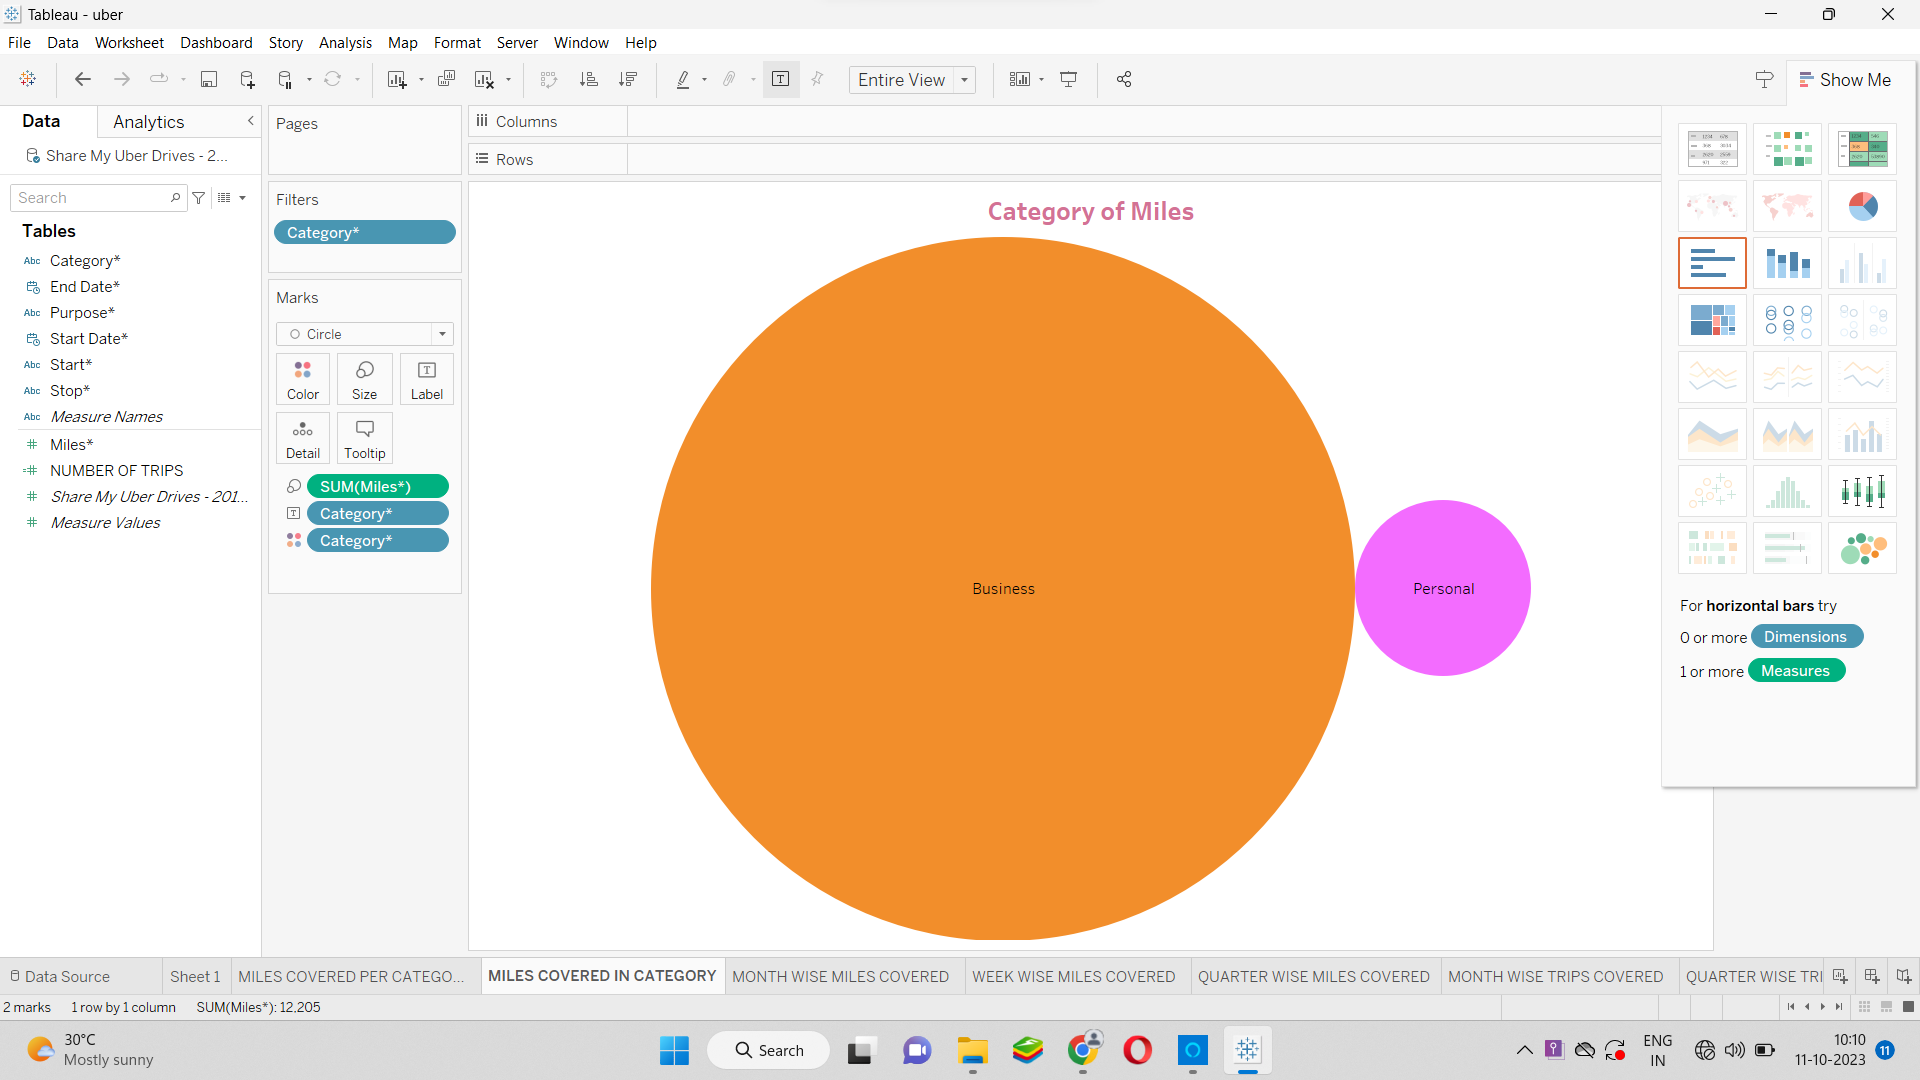 Tableau - uber
File Data Worksheet Dashboard Story Analysis Map Format Server Window Help
Entire View
Show Me
Data Analytics
Share My Uber Drives - 2...
Search
Tables
Abc Category*
End Date*
Abc Purpose*
Start Date*
Abc Start*
Abc Stop*
Abc Measure Names
# Miles*
=# NUMBER OF TRIPS
# Share My Uber Drives - 201...
# Measure Values
Pages
Filters
Category*
Marks
Circle
Color Size Label
Detail Tooltip
SUM(Miles*)
Category*
Category*
Columns
Rows
Category of Miles
Business
Personal
For horizontal bars try
0 or more Dimensions
1 or more Measures
Data Source Sheet 1 MILES COVERED PER CATEGO... MILES COVERED IN CATEGORY MONTH WISE MILES COVERED WEEK WISE MILES COVERED QUARTER WISE MILES COVERED MONTH WISE TRIPS COVERED QUARTER WISE TRI
2 marks 1 row by 1 column SUM(Miles*): 12,205
30°C
Mostly sunny
Search
ENG
IN
10:10
11-10-2023
11